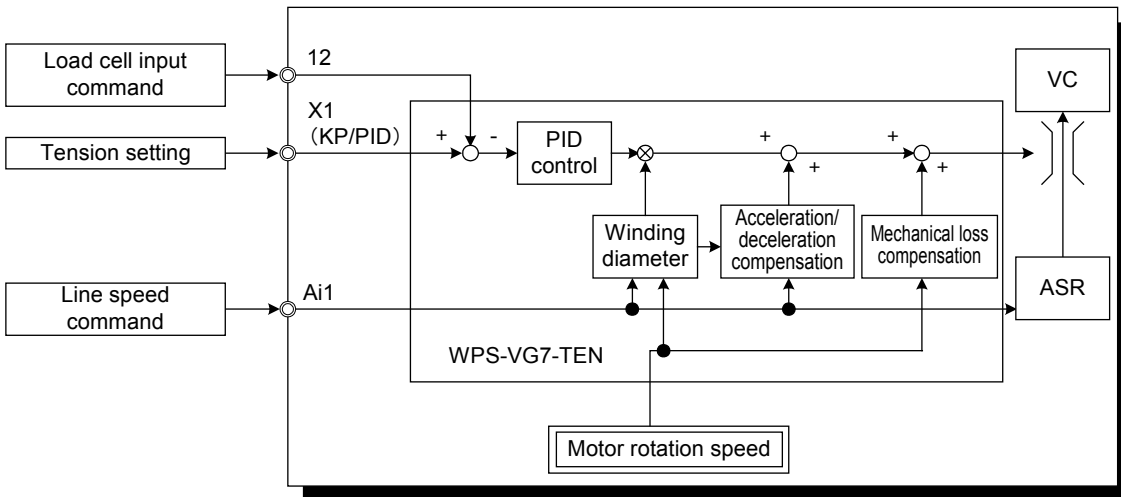 Load cell input
command
12
VC
X1
（KP/PID）
+
-
PID
control
+
+
+
+
Tension setting
Winding
diameter
Acceleration/
deceleration
compensation
Mechanical loss
compensation
Line speed
command
Ai1
ASR
WPS-VG7-TEN
Motor rotation speed